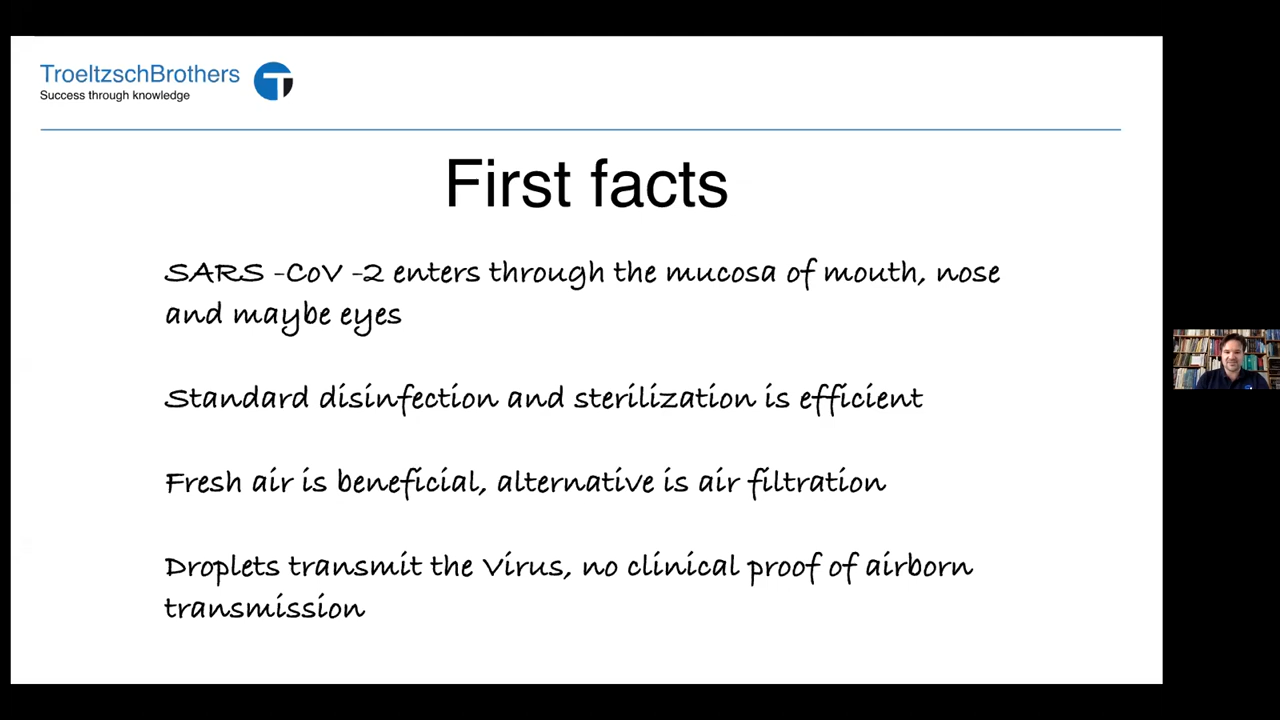 TroeltzschBrothers
Success through knowledge
T
First facts
SARS -CoV -2 enters through the mucosa of mouth, nose
and maybe eyes
Standard disinfection and sterilization is efficient
Fresh air is beneficial, alternative is air filtration
Droplets transmit the Virus, no clinical proof of airborn
transmission